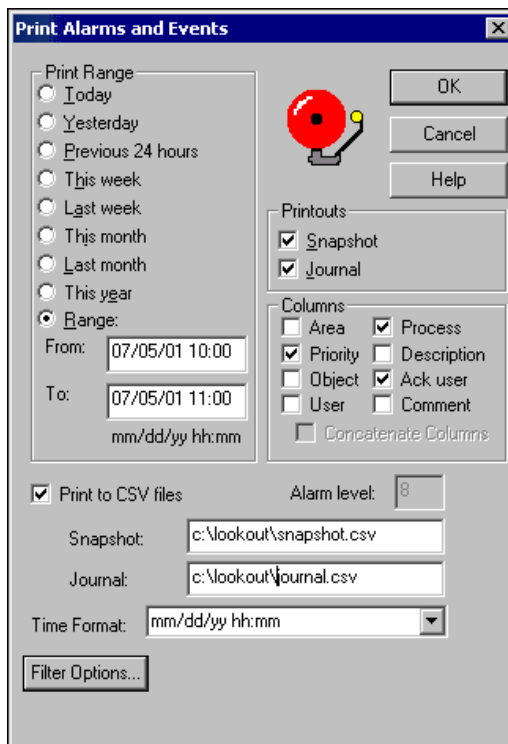 Print Alarms and Events
Print Range
Today
Yesterday
Previous 24 hours
This week
Last week
This month
Last month
This year
Range:
From: 07/05/01 10:00
To: 07/05/01 11:00
mm/dd/yy hh:mm
OK
Cancel
Help
Printouts
Snapshot
Journal
Columns
Area Process
Priority Description
Object Ack user
User Comment
Concatenate Columns
Print to CSV files Alarm level: 8
Snapshot: c:\lookout\snapshot.csv
Journal: c:\lookout\journal.csv
Time Format: mm/dd/yy hh:mm
Filter Options...